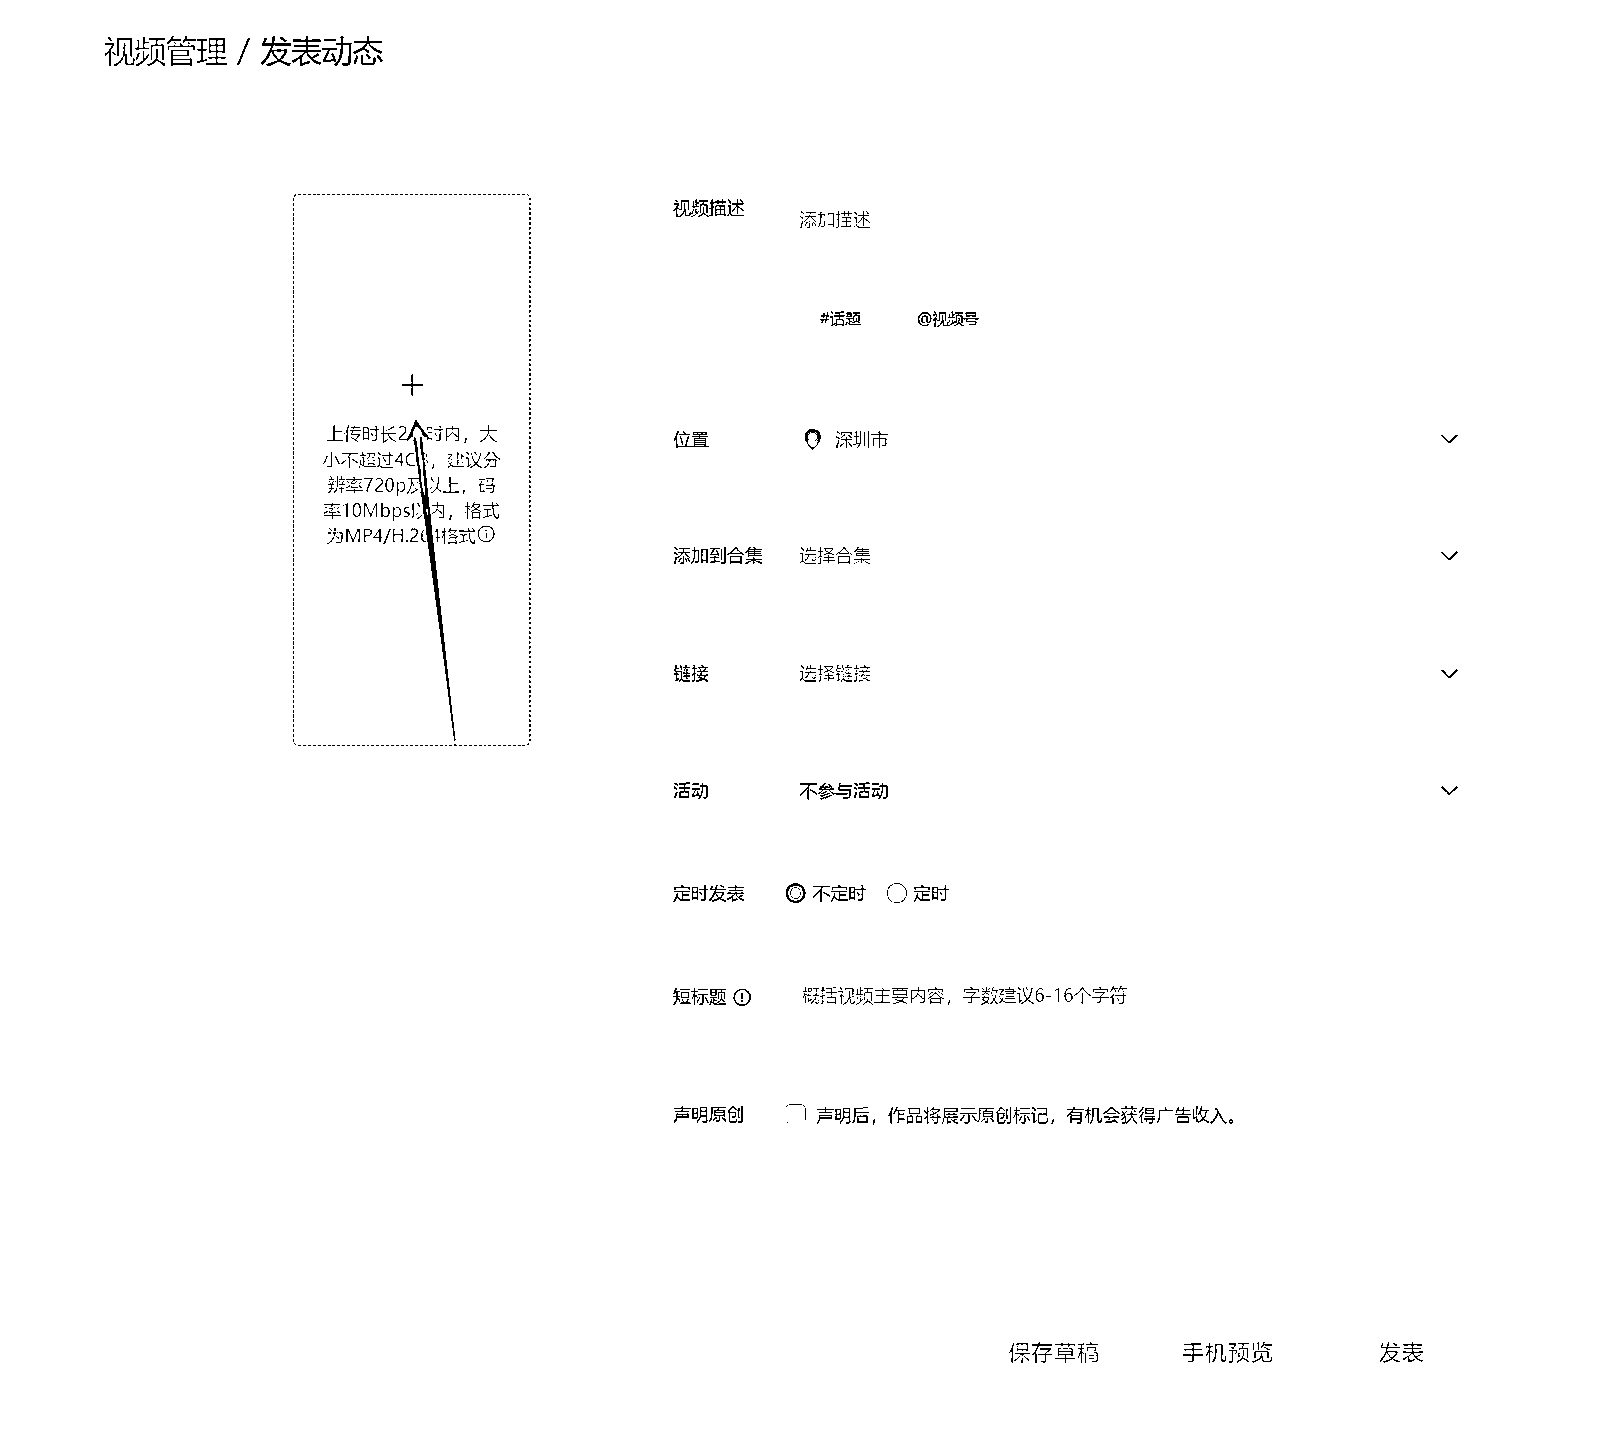 视频管理 / 发表动态
上传时长2 时内，大
小不超过4G ，建议分
辨率720p及以上，码
率10Mbps以内，格式
为MP4/H.264格式
视频描述 添加描述
#话题 @视频号
位置 深圳市
添加到合集 选择合集
链接 选择链接
活动 不参与活动
定时发表 不定时 定时
短标题 概括视频主要内容，字数建议6-16个字符
声明原创 声明后，作品将展示原创标记，有机会获得广告收入。
保存草稿 手机预览 发表